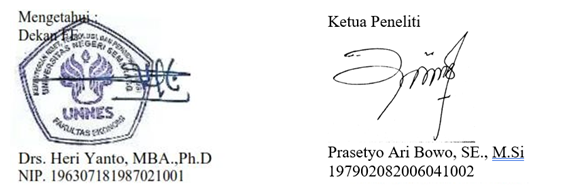 Mengetahui :
Dekan FE
UNIVERSITAS NEGERI SEMARANG
UNNES
FAKULTAS EKONOMI
Drs. Heri Yanto, MBA.,Ph.D
NIP. 196307181987021001
Ketua Peneliti
Prasetyo Ari Bowo, SE., M.Si
197902082006041002